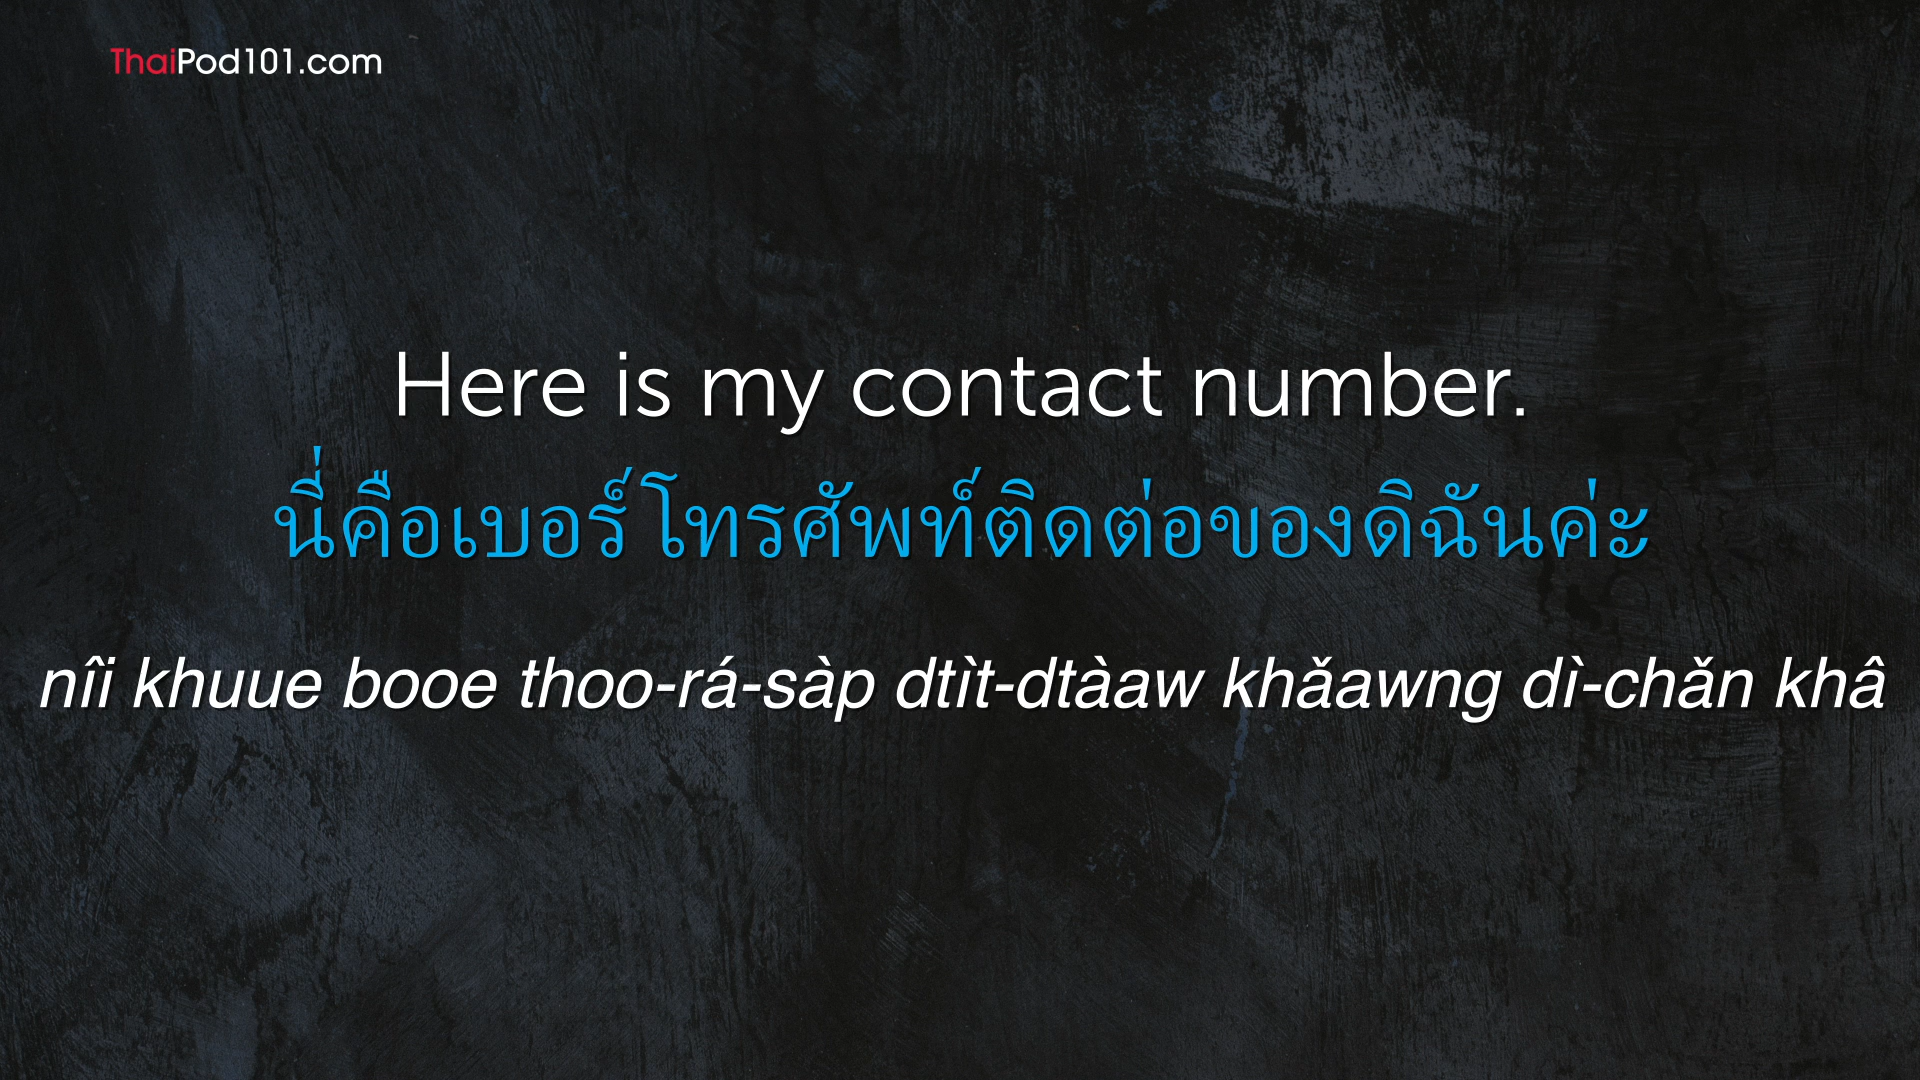 ThaiPod101.com
Here is my contact number.
นี่คือเบอร์โทรศัพท์ติดต่อของดิฉันค่ะ
nîi khuue booe thoo-rá-sàp dtìt-dtàaw khǎawng dì-chǎn khâ